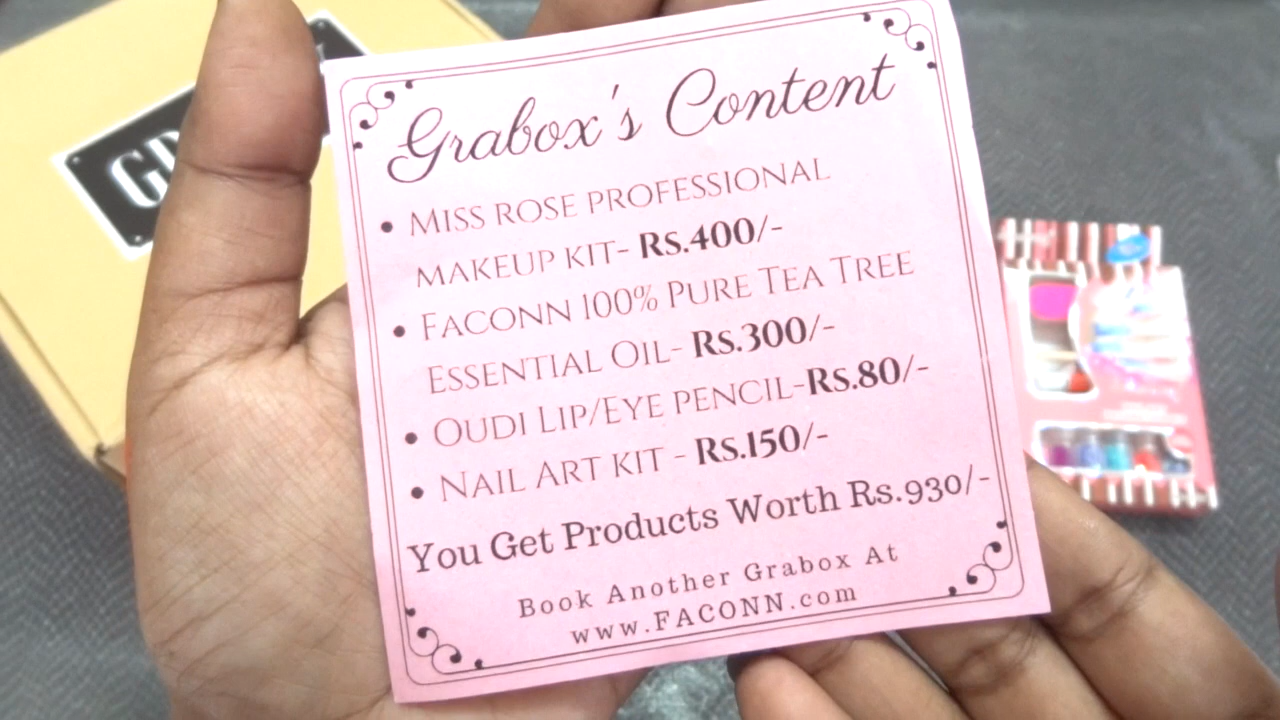 Grabox's Content
• Miss Rose Professional
Makeup Kit- Rs.400/-
• Faconn 100% Pure Tea Tree
Essential Oil- Rs.300/-
• Oudi Lip/Eye Pencil-Rs.80/-
• Nail Art Kit - Rs.150/-
You Get Products Worth Rs.930/-
Book Another Grabox At
www.FACONN.com